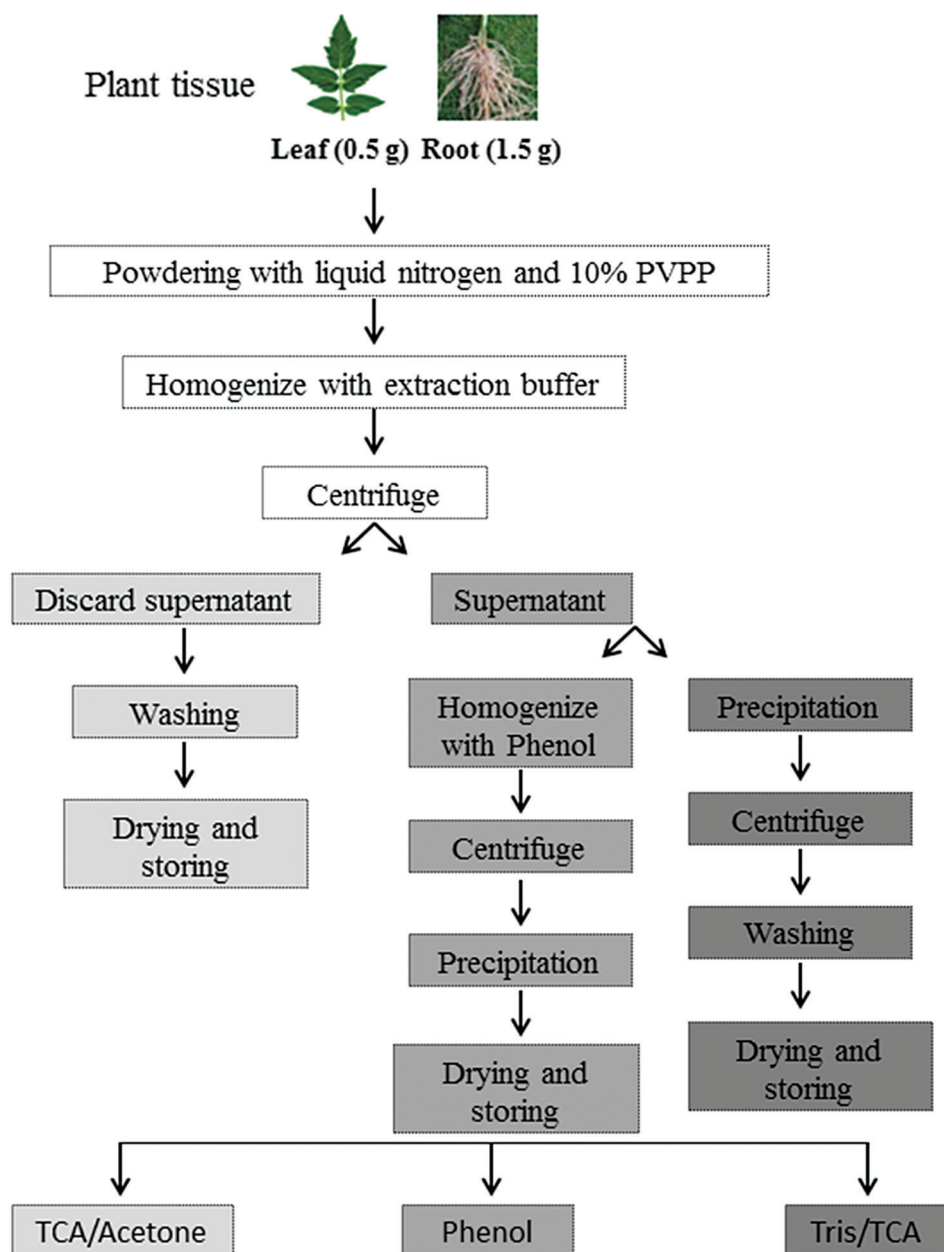 Plant tissue
Leaf (0.5 g) Root (1.5 g)
Powdering with liquid nitrogen and 10% PVPP
Homogenize with extraction buffer
Centrifuge
Discard supernatant
Washing
Drying and
storing
Supernatant
Homogenize
with Phenol
Centrifuge
Precipitation
Drying and
storing
Precipitation
Centrifuge
Washing
Drying and
storing
TCA/Acetone
Phenol
Tris/TCA